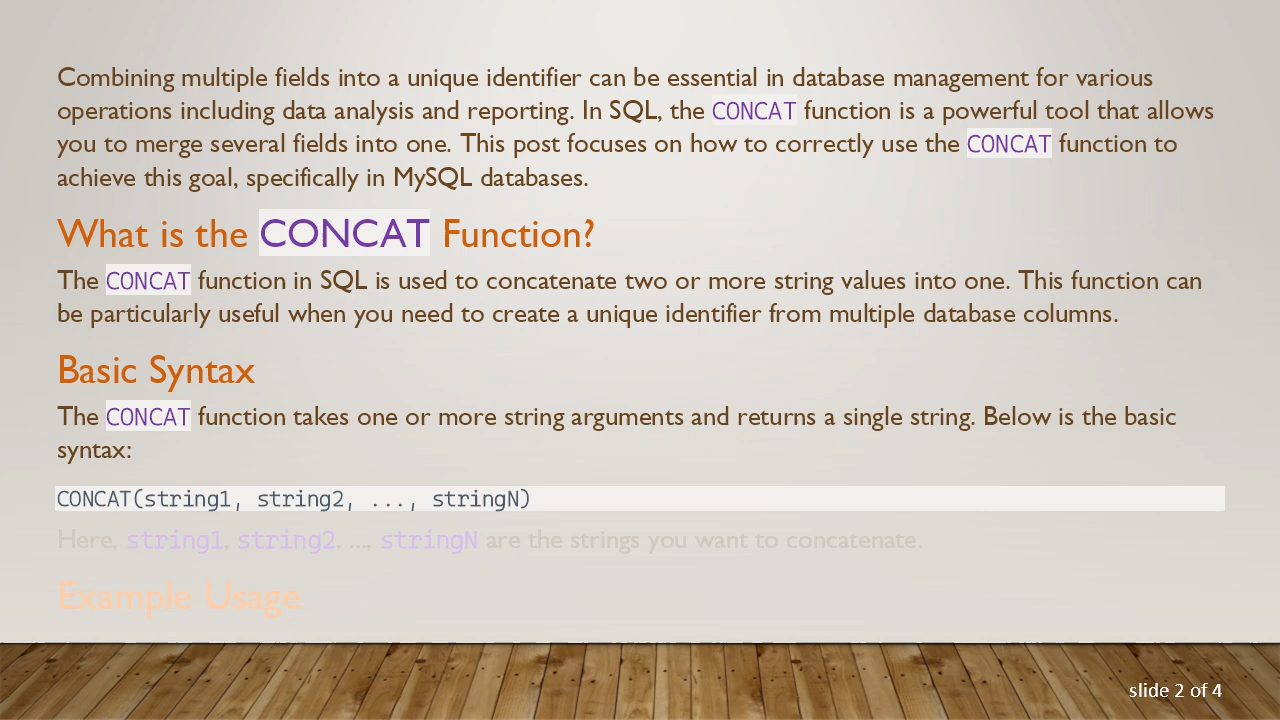 Combining multiple fields into a unique identifier can be essential in database management for various
operations including data analysis and reporting. In SQL, the CONCAT function is a powerful tool that allows
you to merge several fields into one. This post focuses on how to correctly use the CONCAT function to
achieve this goal, specifically in MySQL databases.
What is the CONCAT Function?
The CONCAT function in SQL is used to concatenate two or more string values into one. This function can
be particularly useful when you need to create a unique identifier from multiple database columns.
Basic Syntax
The CONCAT function takes one or more string arguments and returns a single string. Below is the basic
syntax:
CONCAT(string1, string2, ..., stringN)
Here, string1, string2, ..., stringN are the strings you want to concatenate.
Example Usage
slide 2 of 4